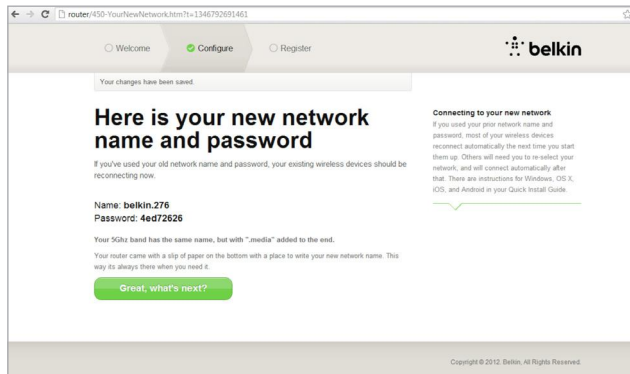 router/450-YourNewNetwork.htm?t=1346792691461
Welcome
Configure
Register
belkin
Your changes have been saved.
Here is your new network
name and password
If you've used your old network name and password, your existing wireless devices should be
reconnecting now.
Name: belkin.276
Password: 4ed72626
Your 5Ghz band has the same name, but with ".media" added to the end.
Your router came with a slip of paper on the bottom with a place to write your new network name. This
way its always there when you need it.
Great, what's next?
Connecting to your new network
If you used your prior network name and
password, most of your wireless devices
reconnect automatically the next time you start
them up. Others will need you to re-select your
network, and will connect automatically after
that. There are instructions for Windows, OS X,
iOS, and Android in your Quick Install Guide.
Copyright © 2012, Belkin, All Rights Reserved.